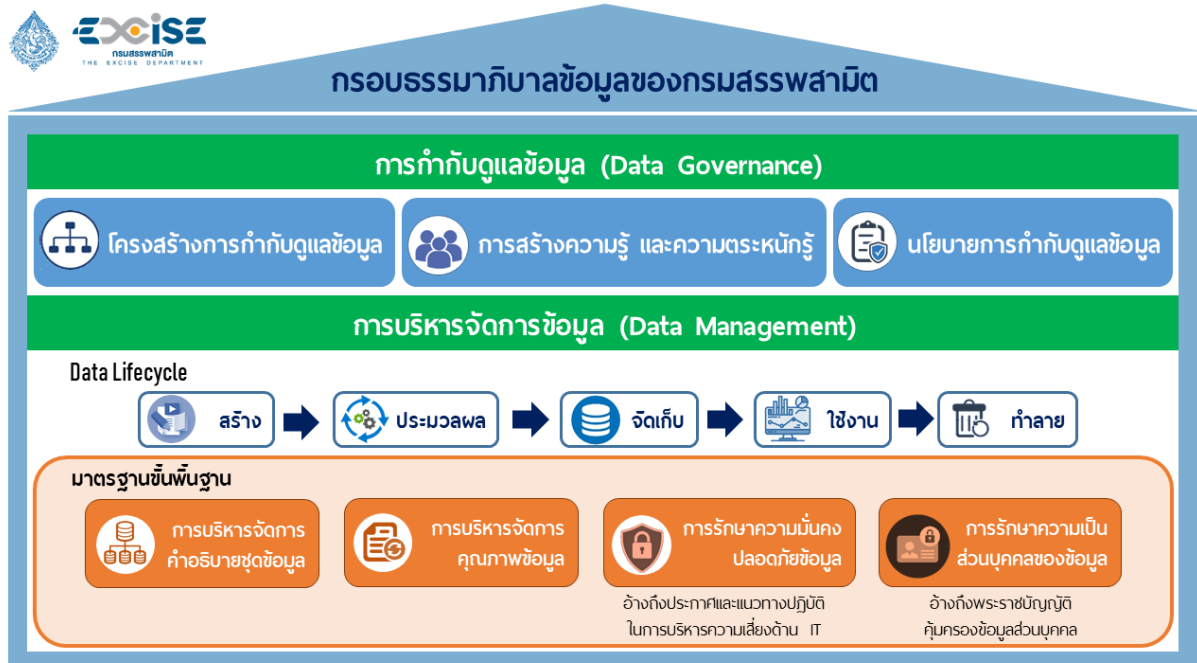 EXCISE
กรมสรรพสามิต
THE EXCISE DEPARTMENT
กรอบธรรมาภิบาลข้อมูลของกรมสรรพสามิต
การกำกับดูแลข้อมูล (Data Governance)
โครงสร้างการกำกับดูแลข้อมูล
การสร้างความรู้ และความตระหนักรู้
นโยบายการกำกับดูแลข้อมูล
การบริหารจัดการข้อมูล (Data Management)
Data Lifecycle
สร้าง
ประมวลผล
จัดเก็บ
ใช้งาน
ทำลาย
มาตรฐานขั้นพื้นฐาน
การบริหารจัดการ
คำอธิบายชุดข้อมูล
การบริหารจัดการ
คุณภาพข้อมูล
การรักษาความมั่นคง
ปลอดภัยข้อมูล
การรักษาความเป็น
ส่วนบุคคลของข้อมูล
อ้างถึงประกาศและแนวทางปฏิบัติ
ในการบริหารความเสี่ยงด้าน IT
อ้างถึงพระราชบัญญัติ
คุ้มครองข้อมูลส่วนบุคคล